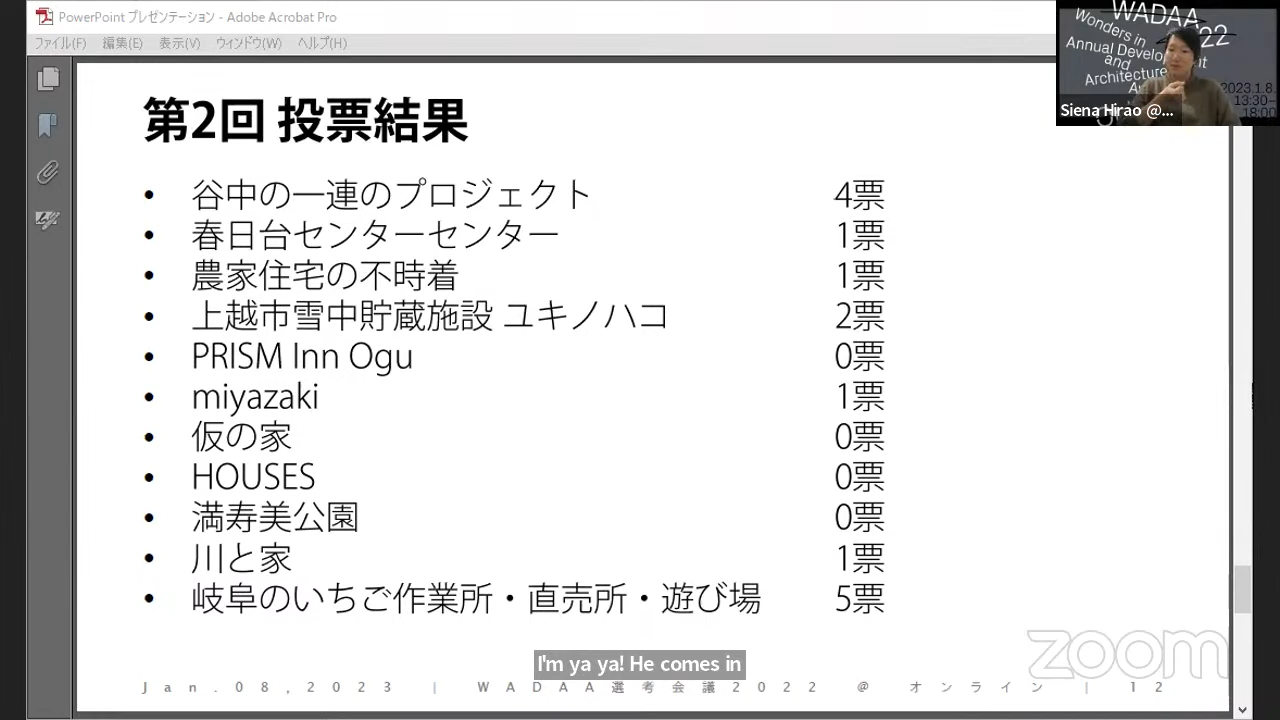 PowerPoint プレゼンテーション - Adobe Acrobat Pro
ファイル(F) 編集(E) 表示(V) ウィンドウ(W) ヘルプ(H)
WADAA
22
Wonders in
Annual Develo
and
Architecture
2023.1.8
13:30–
18:00
Siena Hirao @...
第2回 投票結果
• 谷中の一連のプロジェクト 4票
• 春日台センターセンター 1票
• 農家住宅の不時着 1票
• 上越市雪中貯蔵施設 ユキノハコ 2票
• PRISM Inn Ogu 0票
• miyazaki 1票
• 仮の家 0票
• HOUSES 0票
• 満寿美公園 0票
• 川と家 1票
• 岐阜のいちご作業所・直売所・遊び場 5票
I'm ya ya! He comes in
zoom
Jan.08,2023 | WADAA選考会議2022 @ オンライン | 12